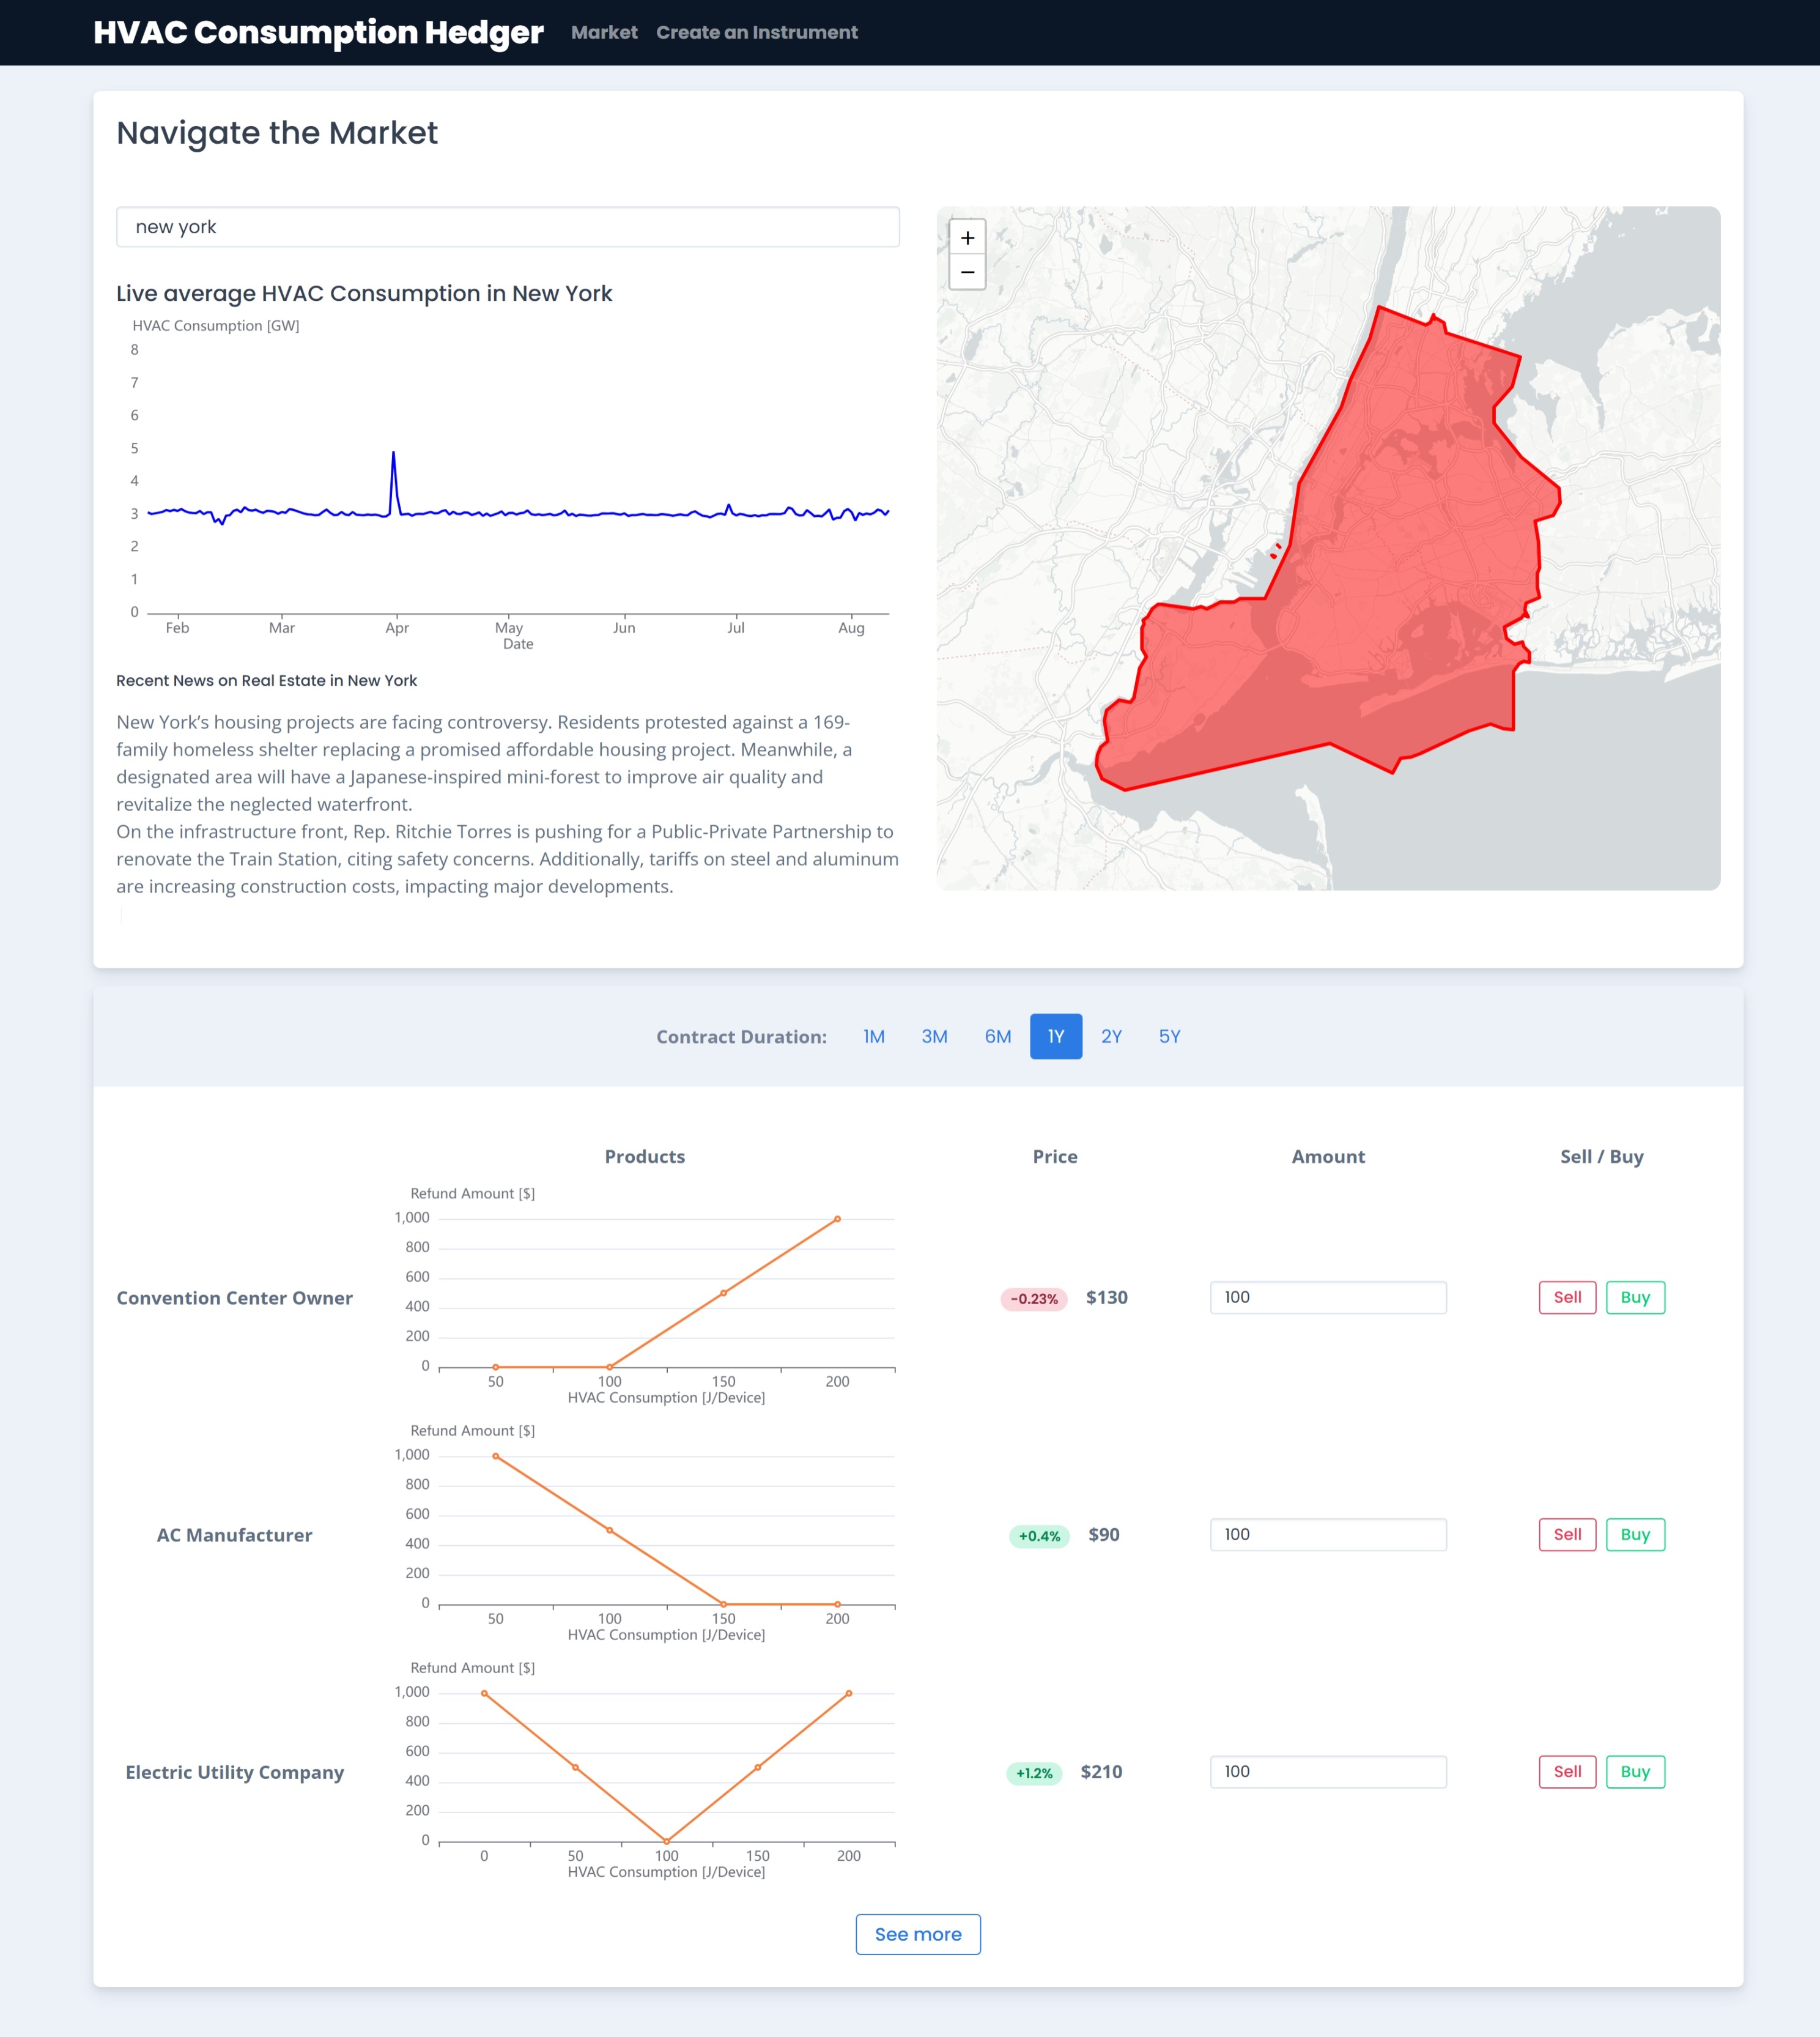 HVAC Consumption Hedger Market Create an Instrument
Navigate the Market
new york
+
−
Live average HVAC Consumption in New York
HVAC Consumption [GW]
8
7
6
5
4
3
2
1
0
Feb Mar Apr May Jun Jul Aug
Date
Recent News on Real Estate in New York
New York’s housing projects are facing controversy. Residents protested against a 169-
family homeless shelter replacing a promised affordable housing project. Meanwhile, a
designated area will have a Japanese-inspired mini-forest to improve air quality and
revitalize the neglected waterfront.
On the infrastructure front, Rep. Ritchie Torres is pushing for a Public-Private Partnership to
renovate the Train Station, citing safety concerns. Additionally, tariffs on steel and aluminum
are increasing construction costs, impacting major developments.
Contract Duration: 1M 3M 6M 1Y 2Y 5Y
Products Price Amount Sell / Buy
Refund Amount [$]
1,000
800
600
400
200
0
50 100 150 200
HVAC Consumption [J/Device]
Convention Center Owner −0.23% $130 100 Sell Buy
Refund Amount [$]
1,000
800
600
400
200
0
50 100 150 200
HVAC Consumption [J/Device]
AC Manufacturer +0.4% $90 100 Sell Buy
Refund Amount [$]
1,000
800
600
400
200
0
0 50 100 150 200
HVAC Consumption [J/Device]
Electric Utility Company +1.2% $210 100 Sell Buy
See more